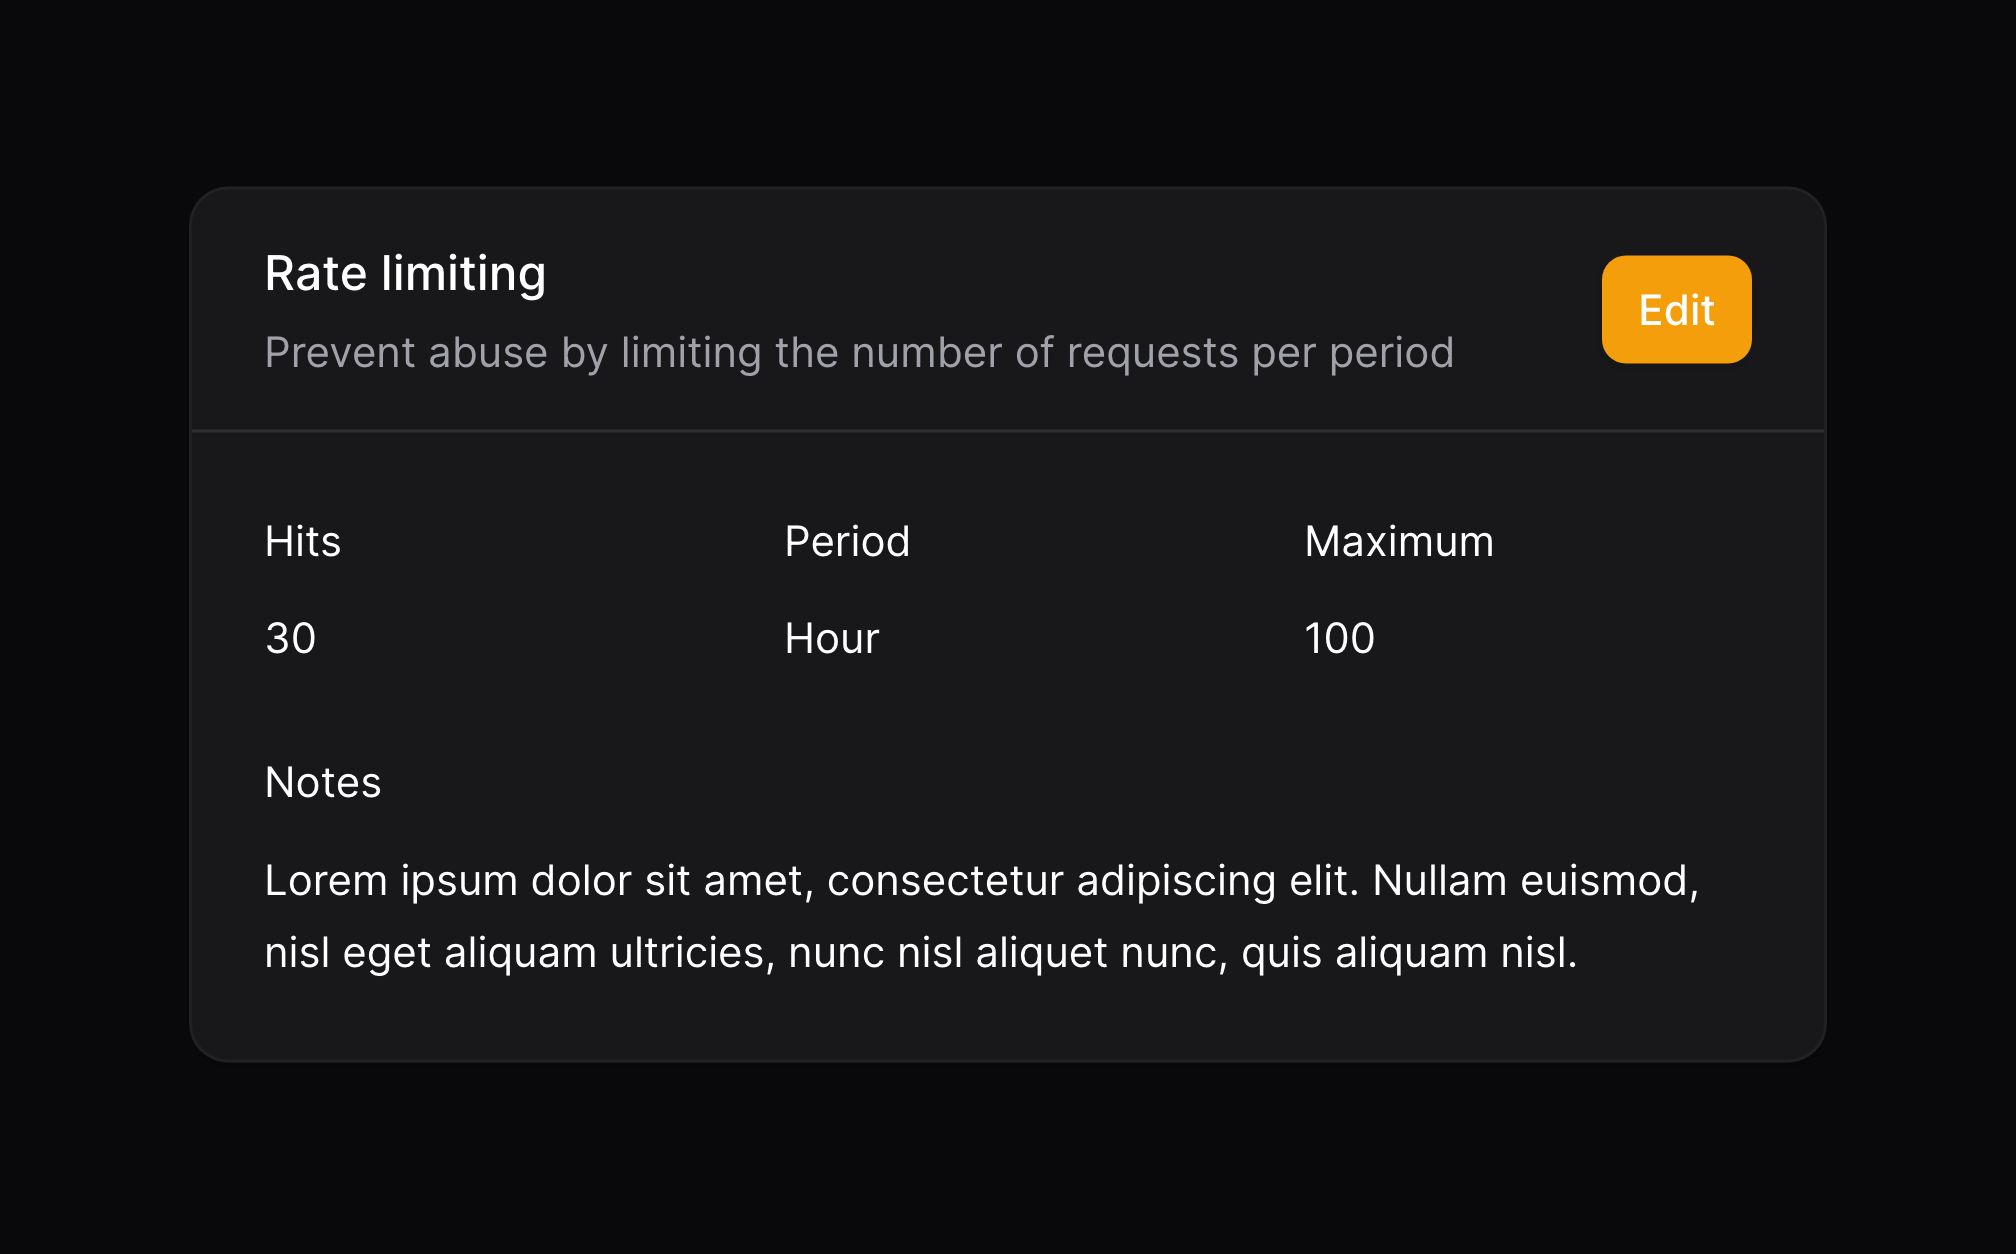 Rate limiting
Prevent abuse by limiting the number of requests per period
Edit
Hits
Period
Maximum
30
Hour
100
Notes
Lorem ipsum dolor sit amet, consectetur adipiscing elit. Nullam euismod,
nisl eget aliquam ultricies, nunc nisl aliquet nunc, quis aliquam nisl.